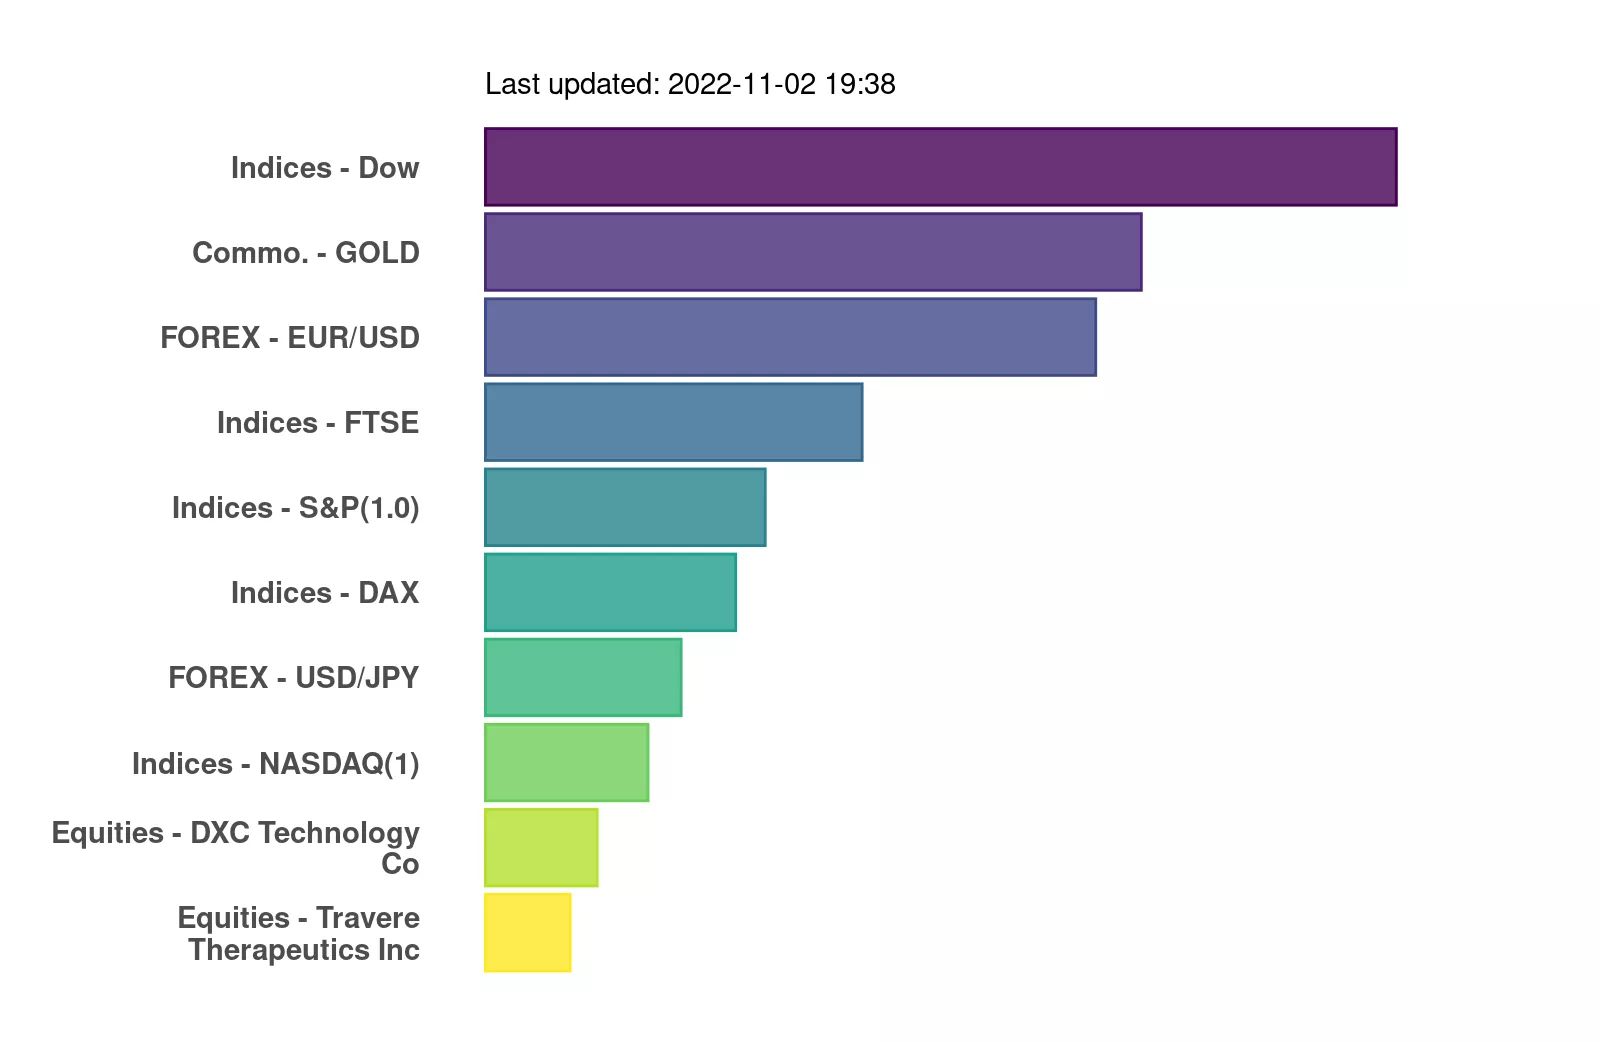 Last updated: 2022-11-02 19:38
Indices - Dow
Commo. - GOLD
FOREX - EUR/USD
Indices - FTSE
Indices - S&P(1.0)
Indices - DAX
FOREX - USD/JPY
Indices - NASDAQ(1)
Equities - DXC Technology
Co
Equities - Travere
Therapeutics Inc